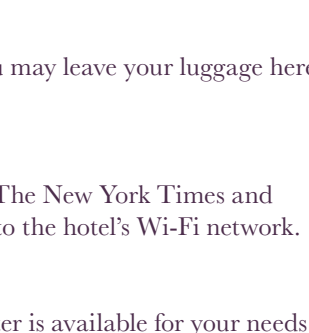 may leave your luggage here
The New York Times and
to the hotel's Wi-Fi network.
is available for your needs